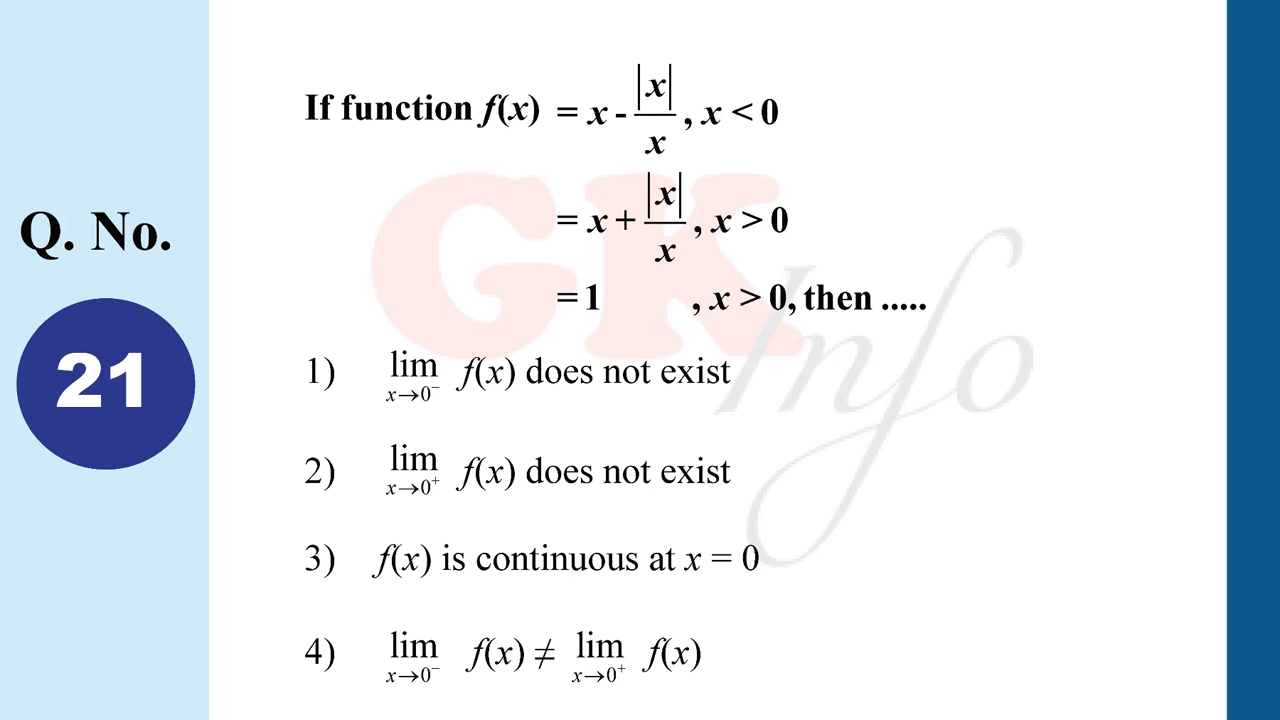 Q. No.
21
If function f(x) = x - |x|/x , x < 0
= x + |x|/x , x > 0
= 1 , x > 0, then .....
1) lim x→0⁻ f(x) does not exist
2) lim x→0⁺ f(x) does not exist
3) f(x) is continuous at x = 0
4) lim x→0⁻ f(x) ≠ lim x→0⁺ f(x)
GK Info